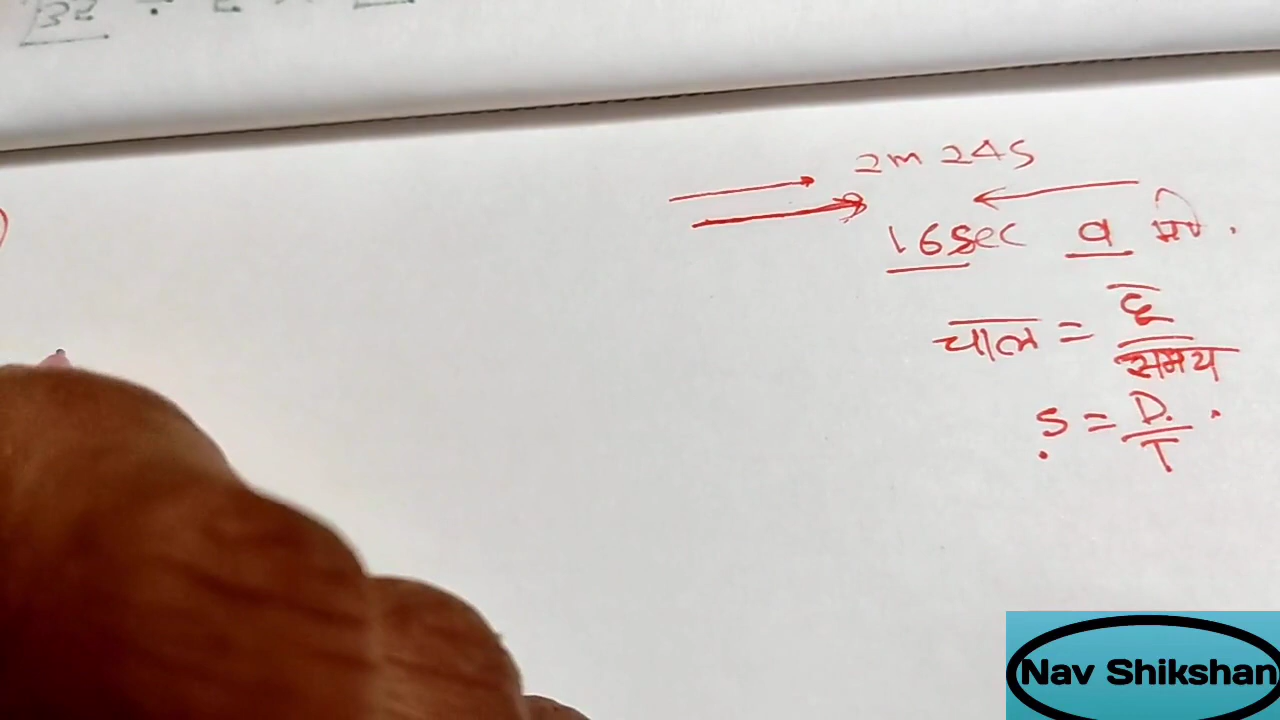 2m 24s
16sec व
चाल = दू / समय
S = D. / T
Nav Shikshan